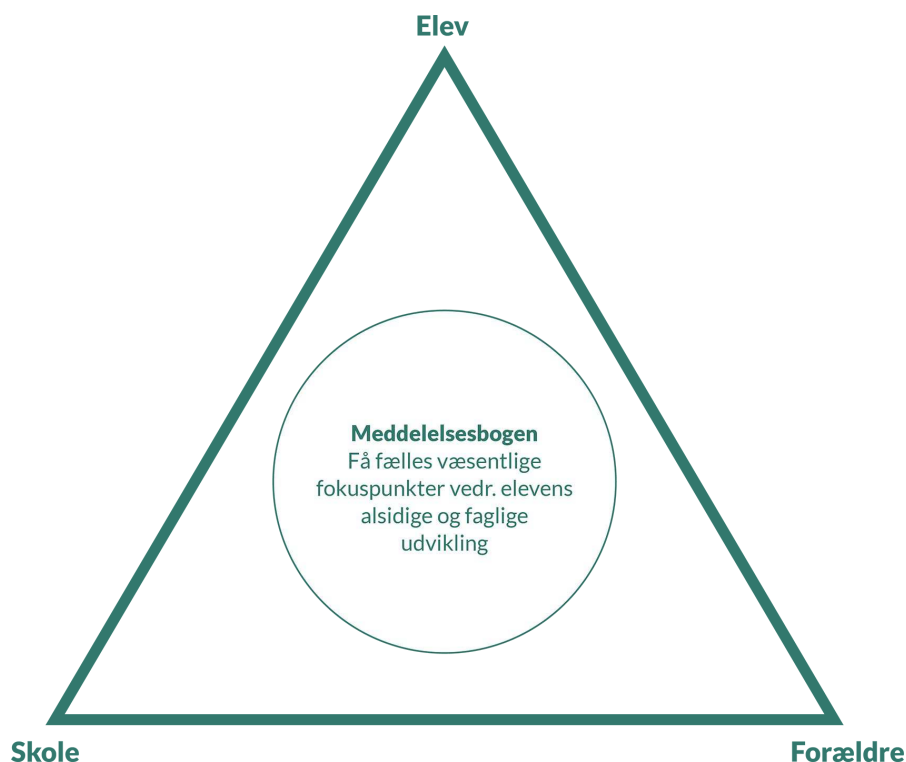 Elev
Meddelelsesbogen
Få fælles væsentlige
fokuspunkter vedr. elevens
alsidige og faglige
udvikling
Skole
Forældre